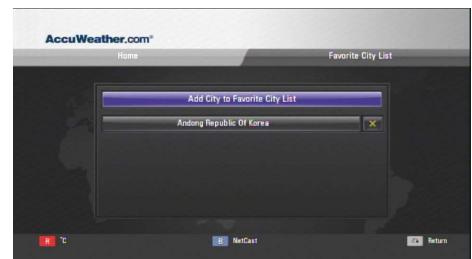 AccuWeather.com®
Home
Favorite City List
Add City to Favorite City List
Andong Republic Of Korea
R °C
B NetCast
Return